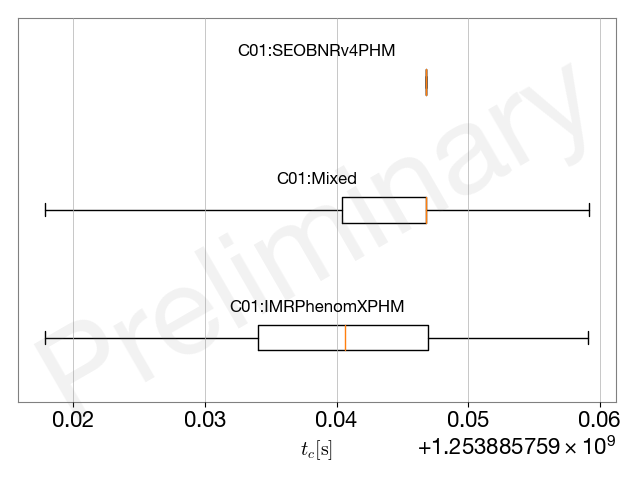 C01:SEOBNRv4PHM
C01:Mixed
C01:IMRPhenomXPHM
Preliminary
0.02 0.03 0.04 0.05 0.06
t_c[s]
+1.253885759 × 10⁹